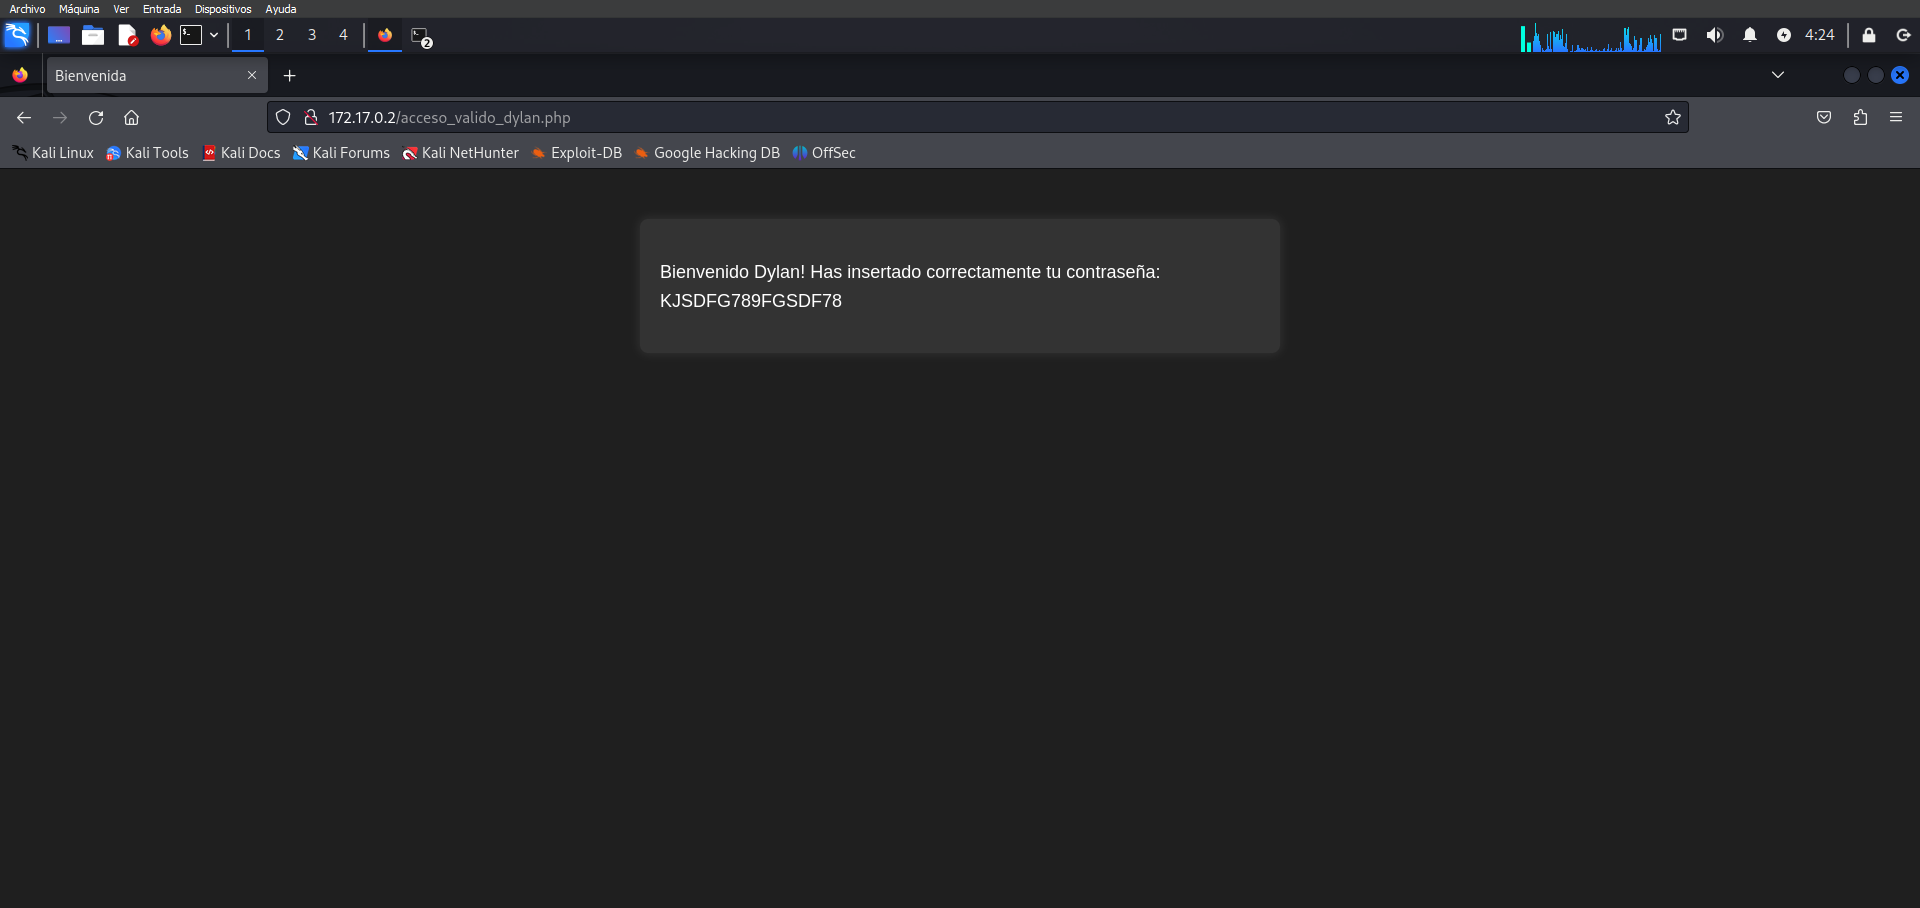 Archivo Máquina Ver Entrada Dispositivos Ayuda
1 2 3 4 2 4:24
Bienvenida
172.17.0.2/acceso_valido_dylan.php
Kali Linux Kali Tools Kali Docs Kali Forums Kali NetHunter Exploit-DB Google Hacking DB OffSec
Bienvenido Dylan! Has insertado correctamente tu contraseña:
KJSDFG789FGSDF78